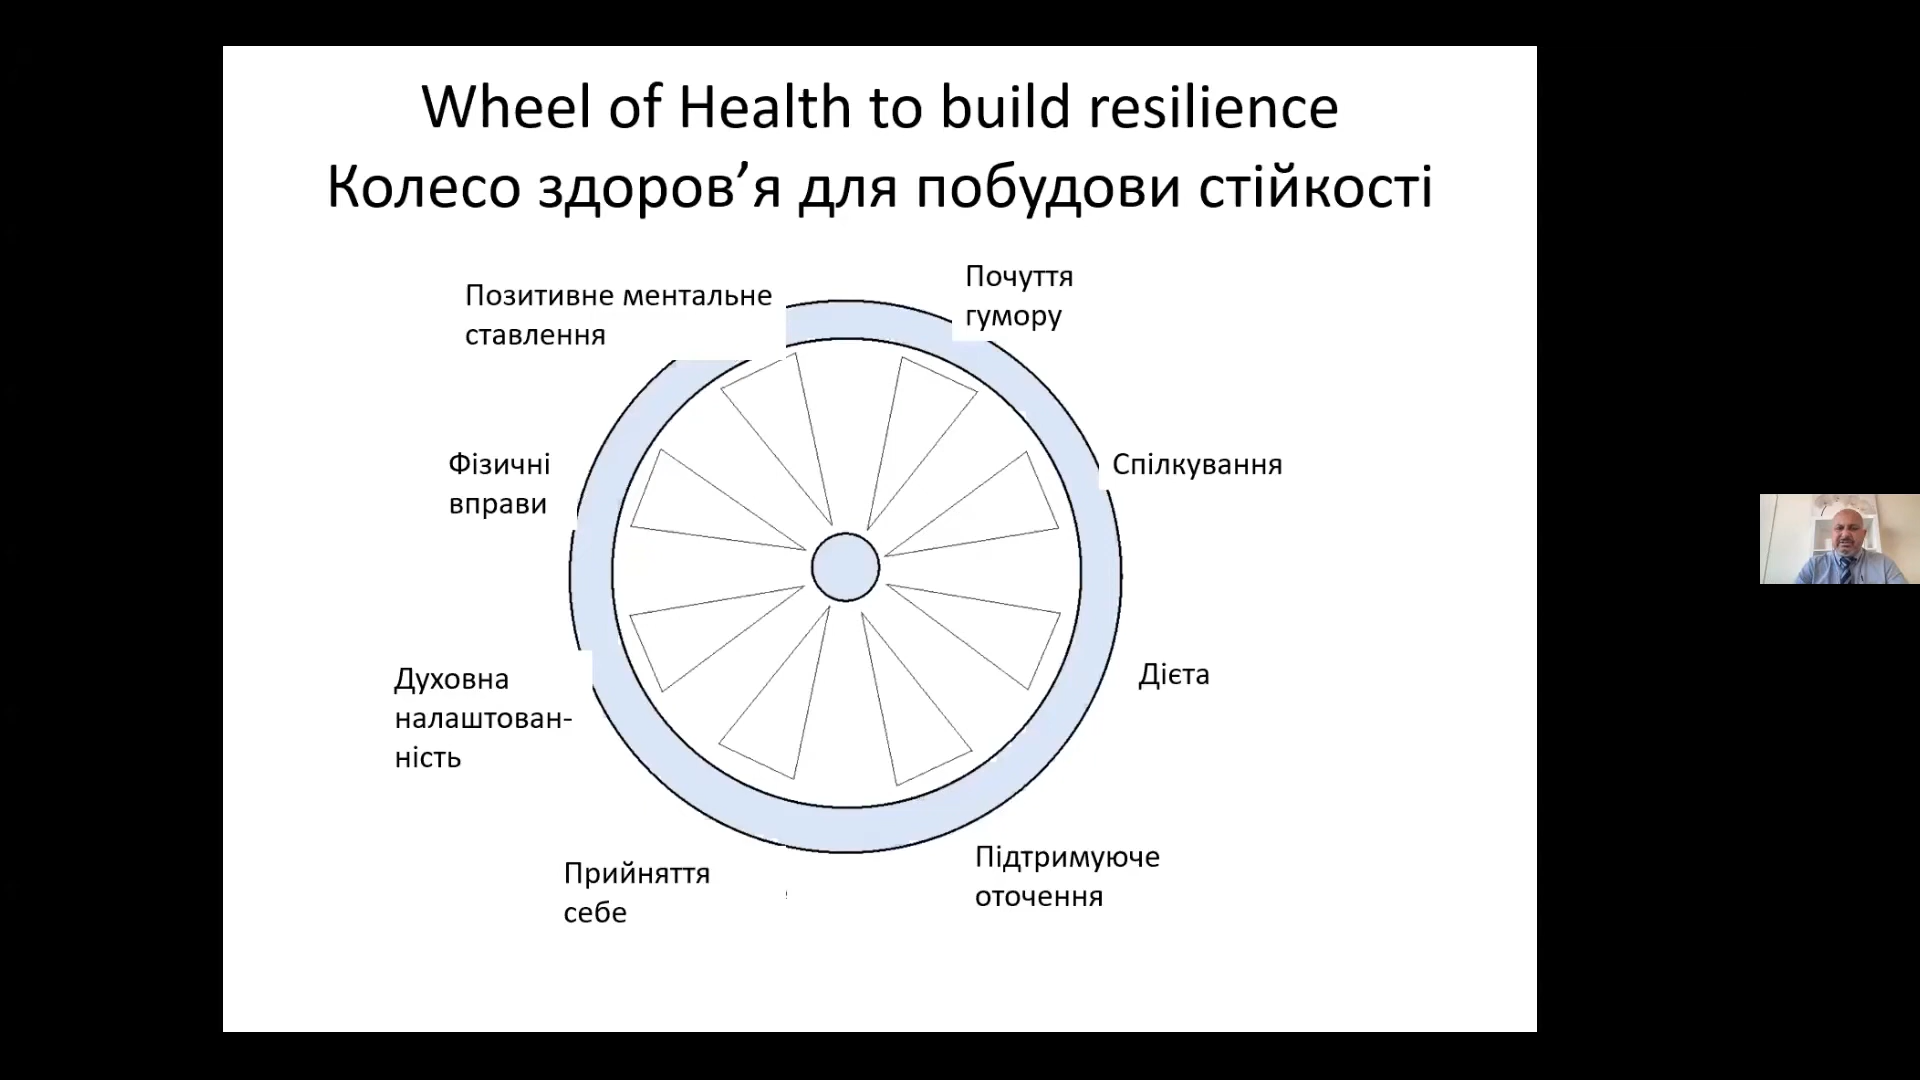 Wheel of Health to build resilience
Колесо здоров’я для побудови стійкості
Позитивне ментальне
ставлення
Почуття
гумору
Фізичні
вправи
Спілкування
Духовна
налаштован-
ність
Дієта
Прийняття
себе
Підтримуюче
оточення